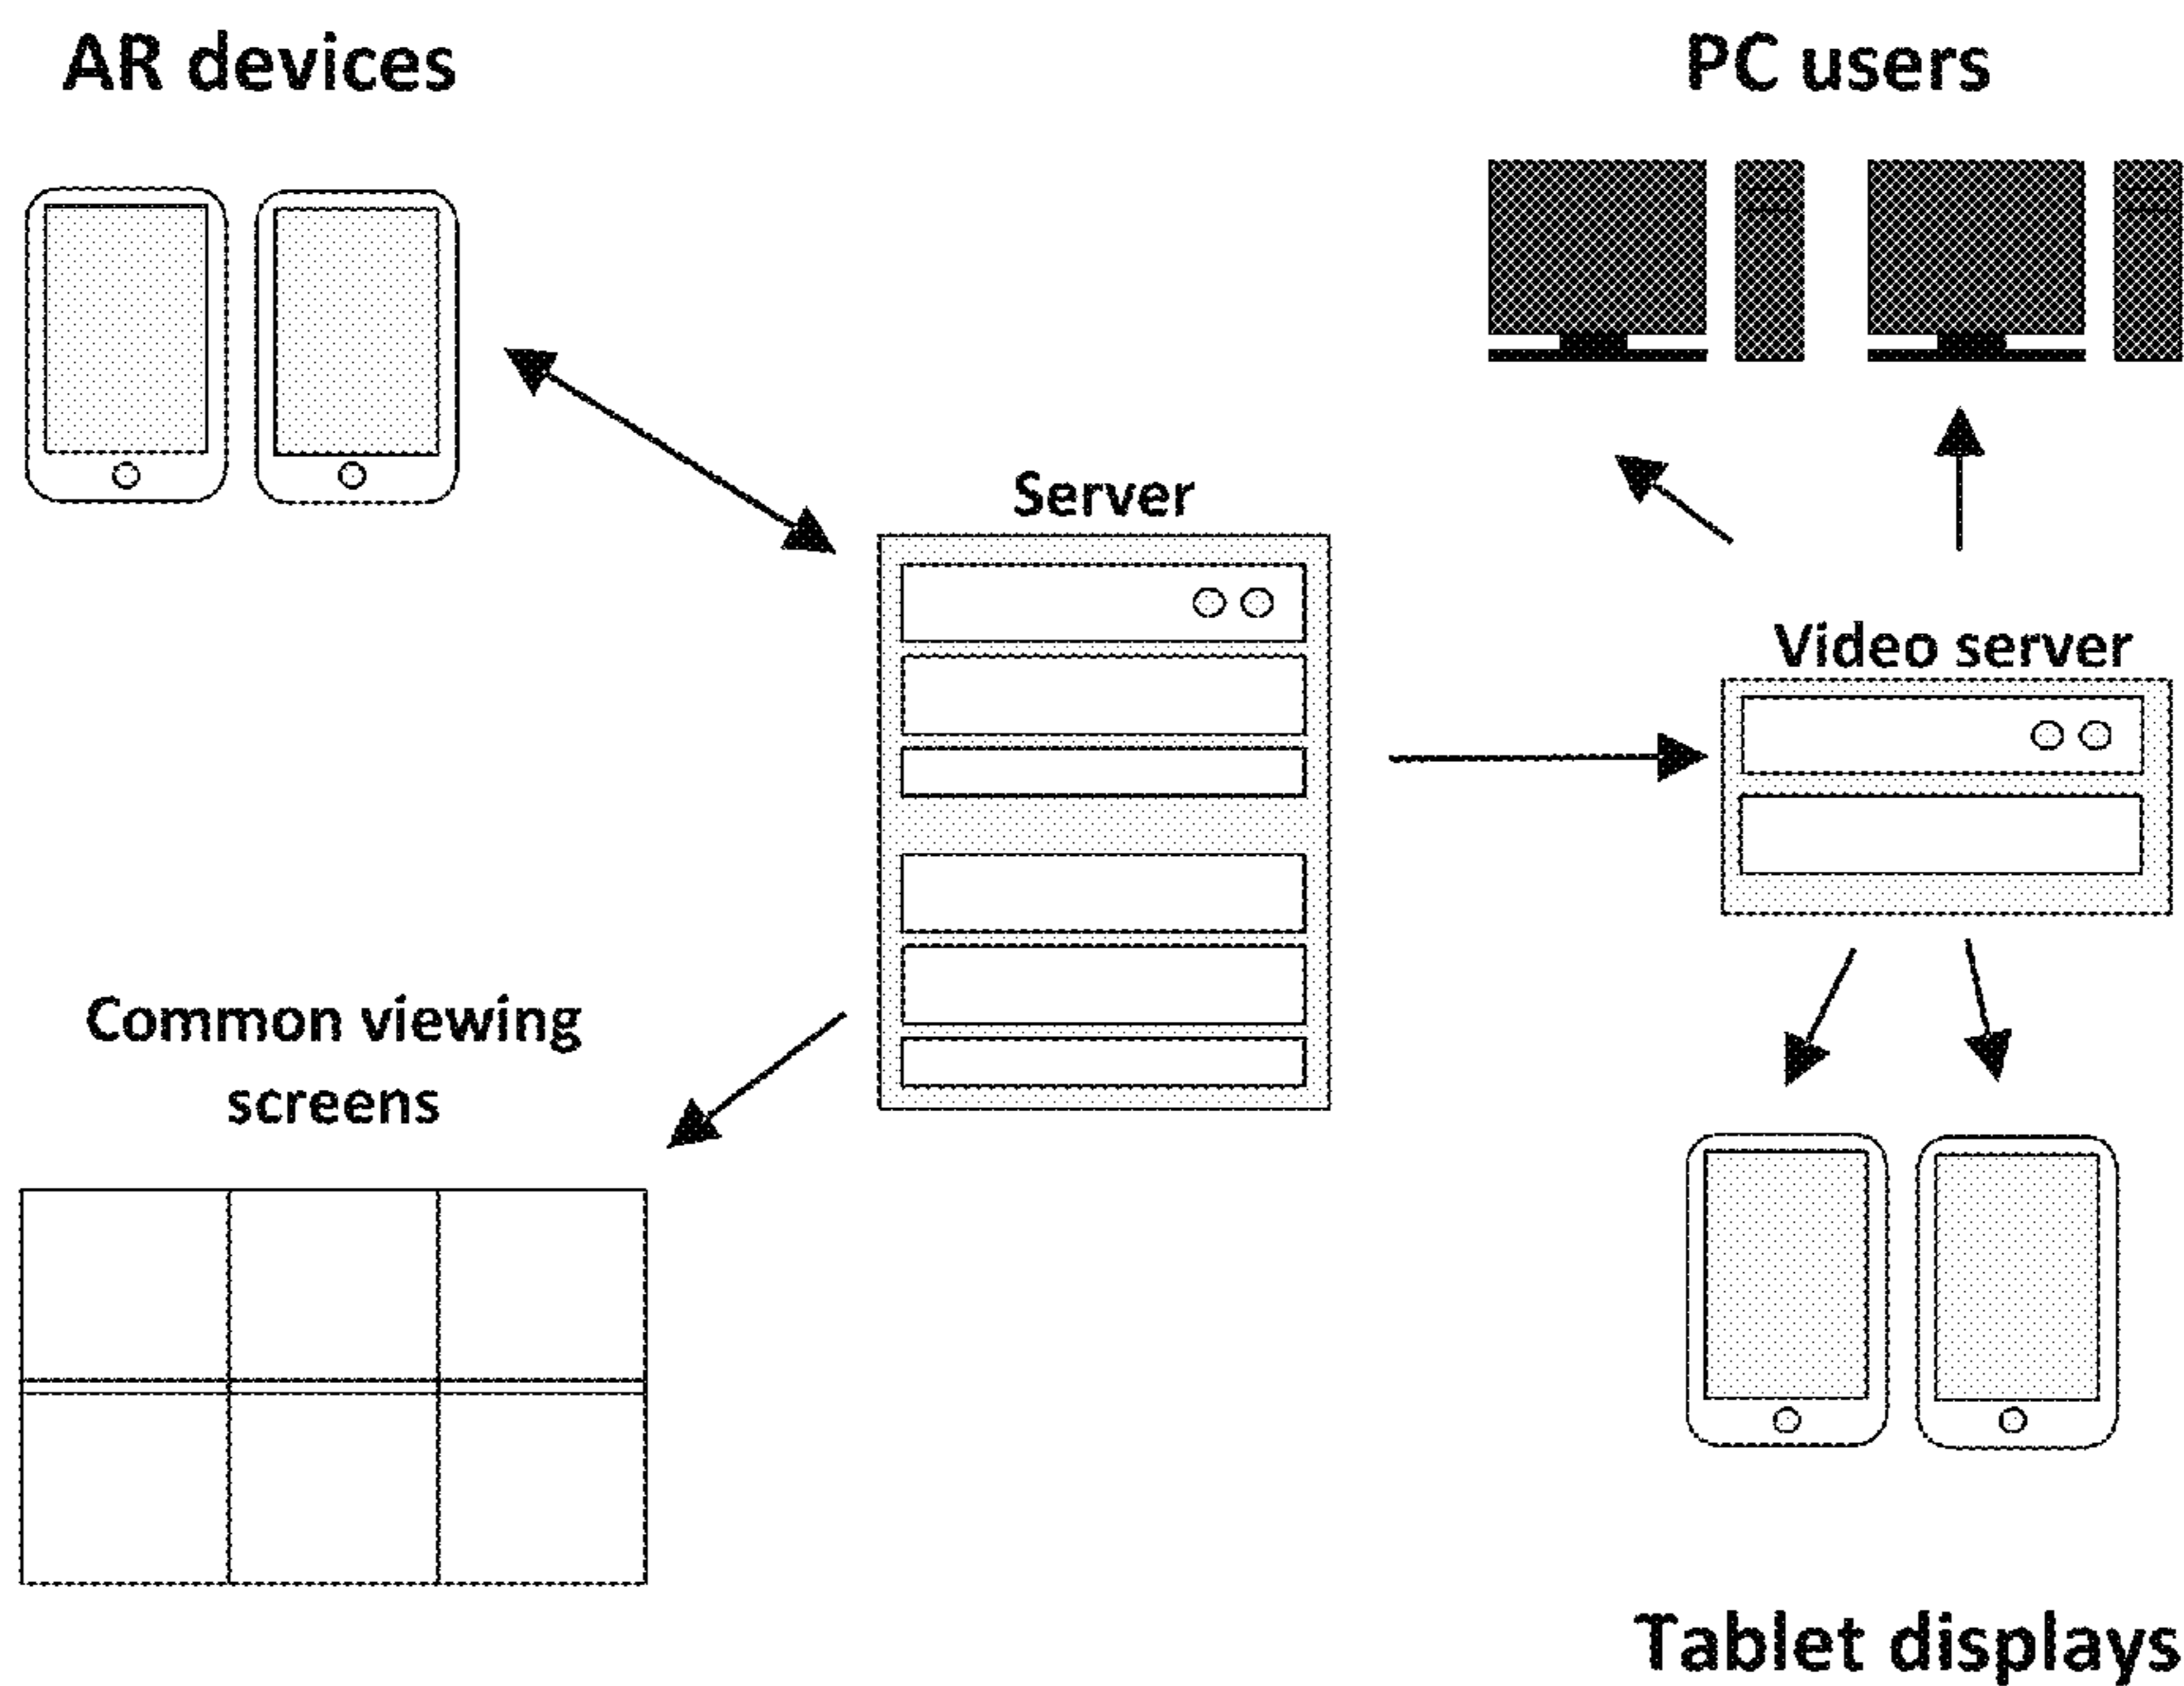 AR devices
PC users
Server
Video server
Common viewing
screens
Tablet displays